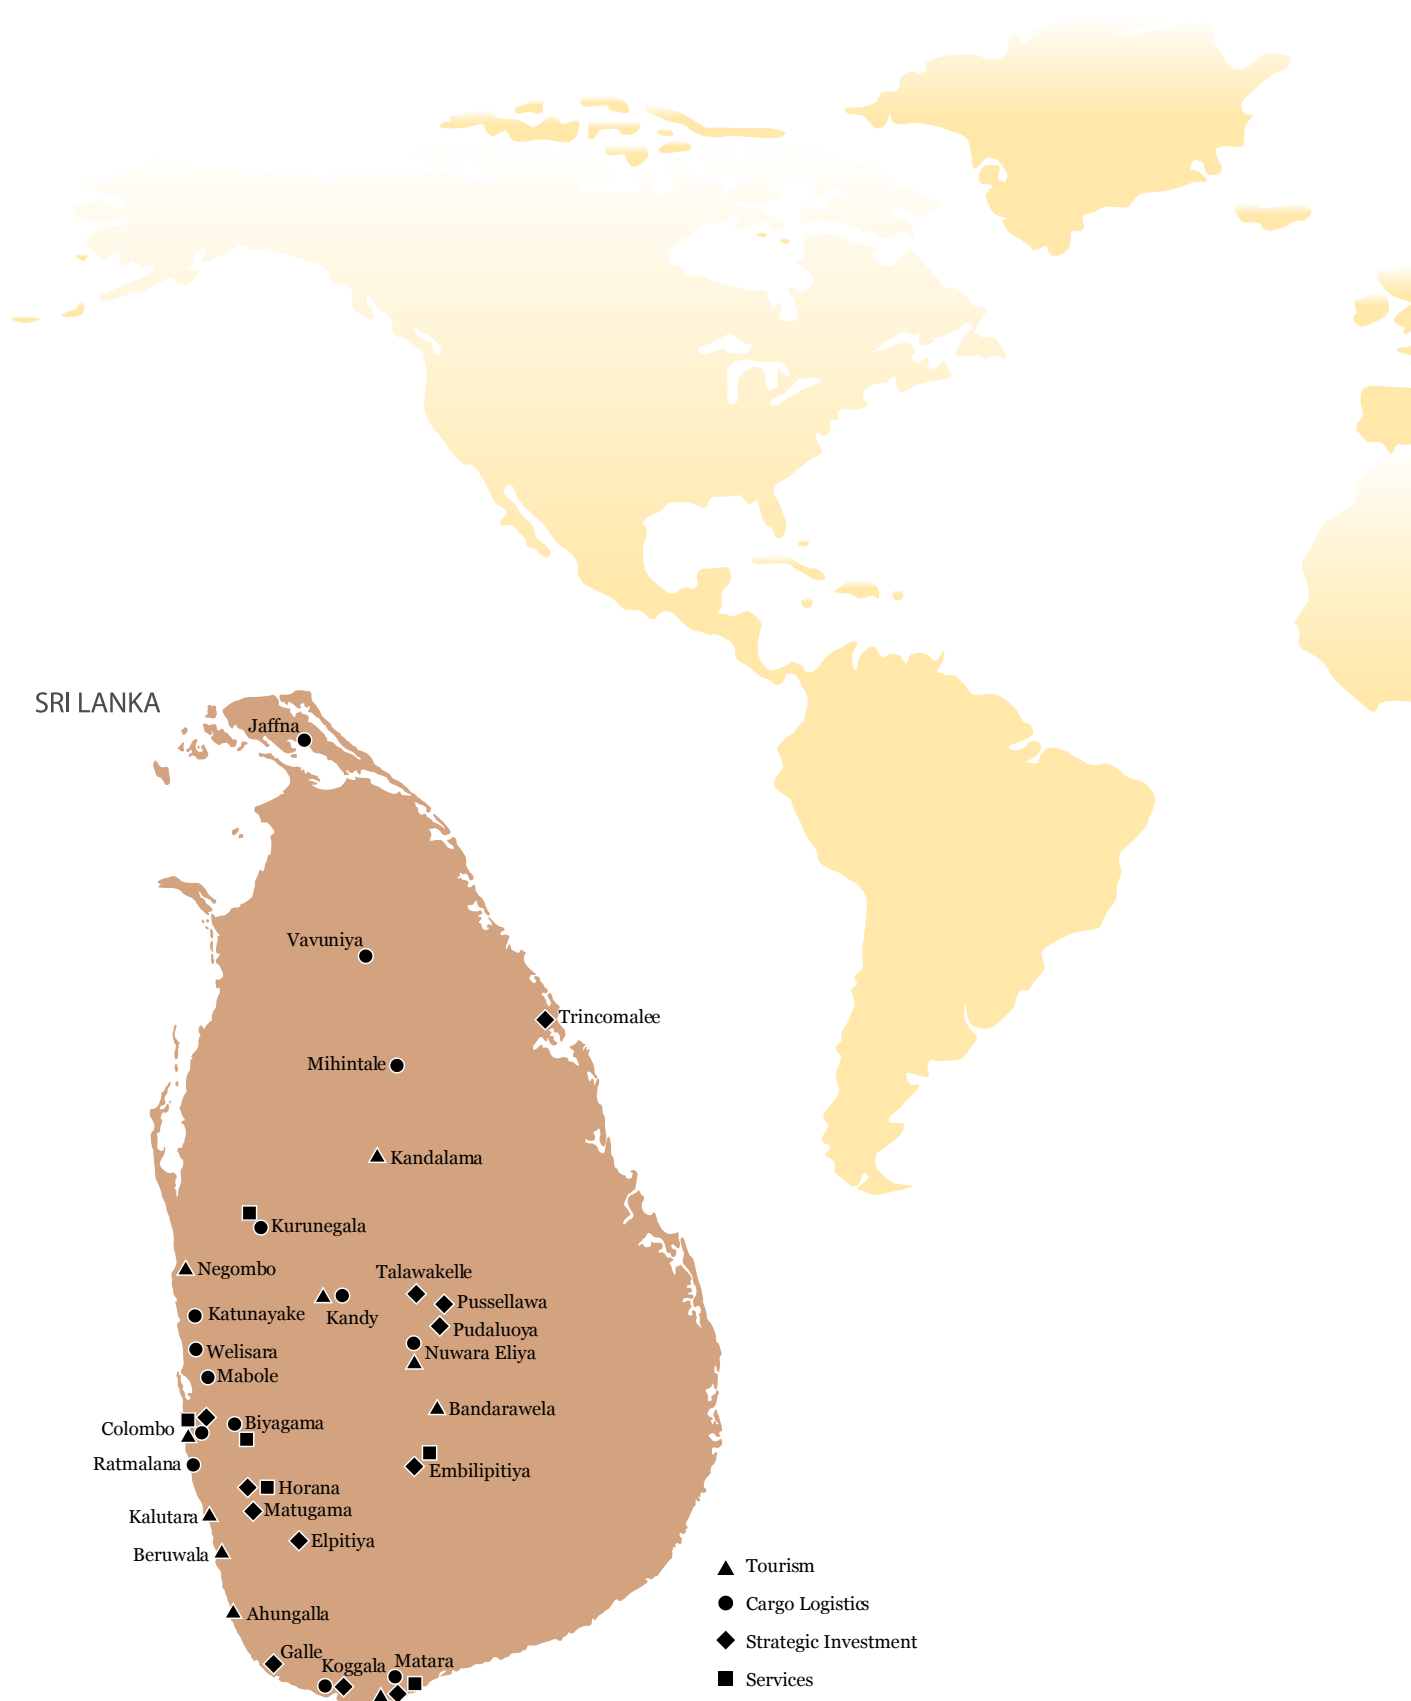 SRI LANKA
Jaffna
Vavuniya
Trincomalee
Mihintale
Kandalama
Kurunegala
Negombo
Talawakelle
Pussellawa
Katunayake
Kandy
Pudaluoya
Welisara
Nuwara Eliya
Mabole
Bandarawela
Colombo
Biyagama
Ratmalana
Embilipitiya
Horana
Matugama
Kalutara
Elpitiya
Beruwala
Ahungalla
Galle
Koggala
Matara
Tourism
Cargo Logistics
Strategic Investment
Services